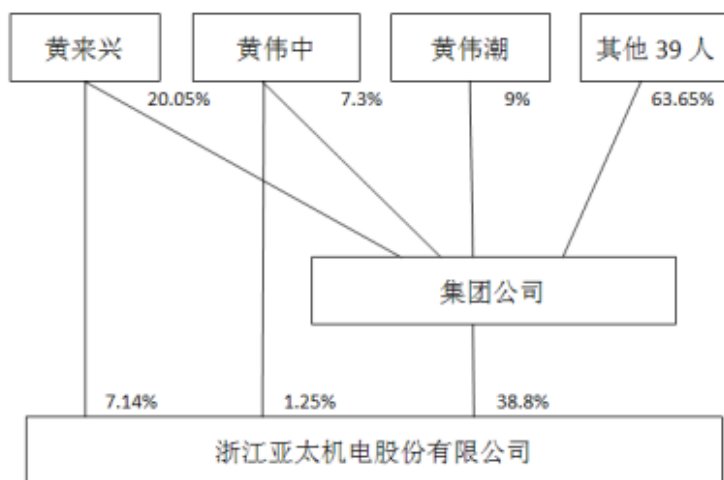 黄来兴
黄伟中
黄伟潮
其他 39 人
20.05%
7.3%
9%
63.65%
集团公司
7.14%
1.25%
38.8%
浙江亚太机电股份有限公司